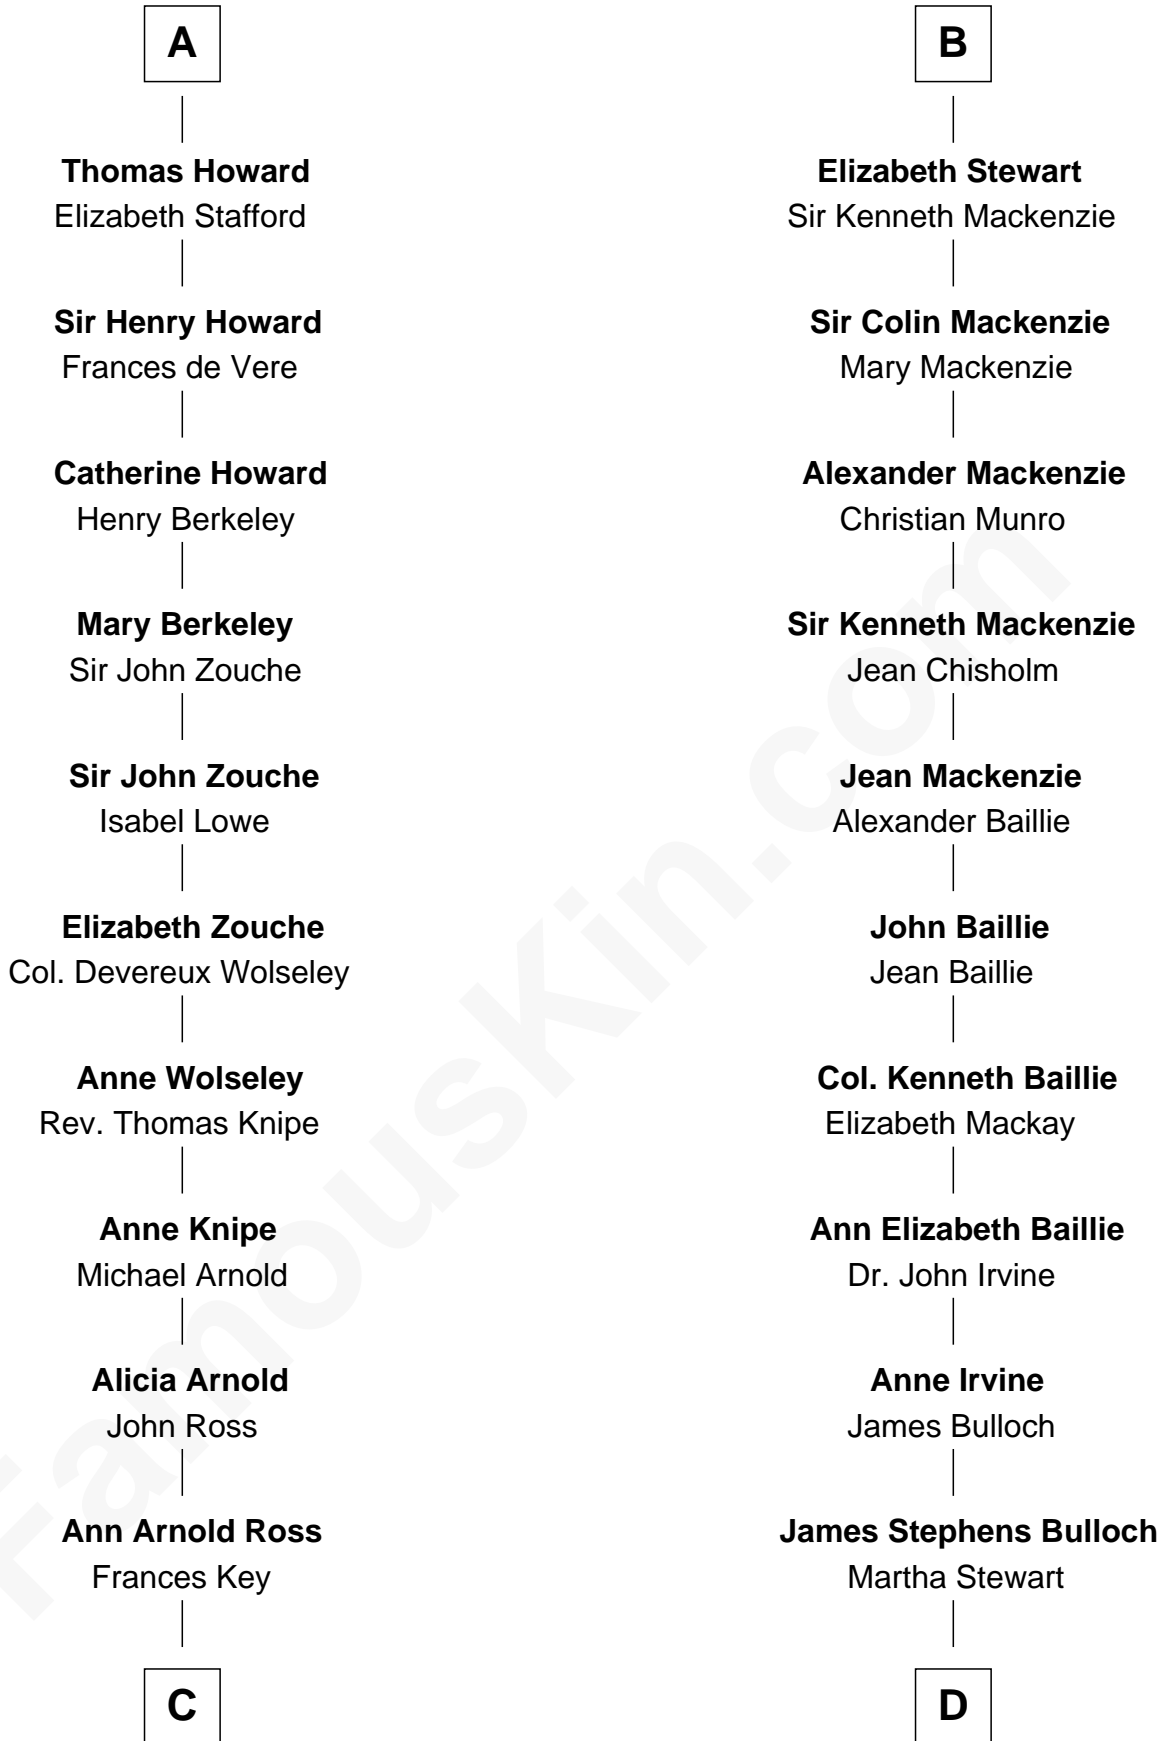 A
Thomas Howard
Elizabeth Stafford
Sir Henry Howard
Frances de Vere
Catherine Howard
Henry Berkeley
Mary Berkeley
Sir John Zouche
Sir John Zouche
Isabel Lowe
Elizabeth Zouche
Col. Devereux Wolseley
Anne Wolseley
Rev. Thomas Knipe
Anne Knipe
Michael Arnold
Alicia Arnold
John Ross
Ann Arnold Ross
Frances Key
C
B
Elizabeth Stewart
Sir Kenneth Mackenzie
Sir Colin Mackenzie
Mary Mackenzie
Alexander Mackenzie
Christian Munro
Sir Kenneth Mackenzie
Jean Chisholm
Jean Mackenzie
Alexander Baillie
John Baillie
Jean Baillie
Col. Kenneth Baillie
Elizabeth Mackay
Ann Elizabeth Baillie
Dr. John Irvine
Anne Irvine
James Bulloch
James Stephens Bulloch
Martha Stewart
D
FamousKin.com